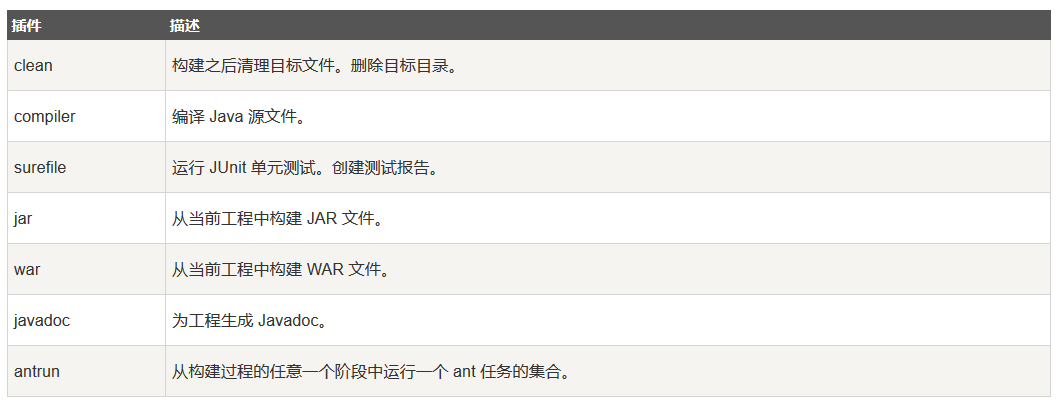 插件 描述
clean 构建之后清理目标文件。删除目标目录。
compiler 编译 Java 源文件。
surefile 运行 JUnit 单元测试。创建测试报告。
jar 从当前工程中构建 JAR 文件。
war 从当前工程中构建 WAR 文件。
javadoc 为工程生成 Javadoc。
antrun 从构建过程的任意一个阶段中运行一个 ant 任务的集合。